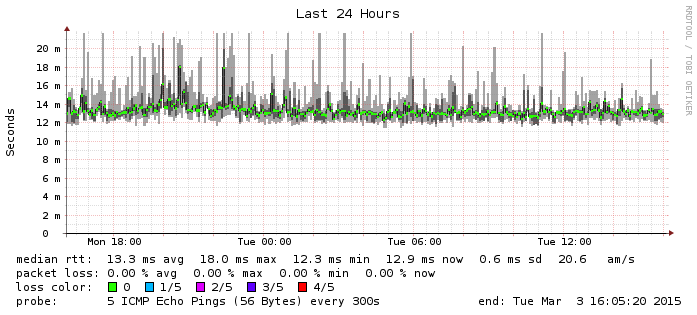 Last 24 Hours
RRDTOOL / TOBI OETIKER
Seconds
20 m
18 m
16 m
14 m
12 m
10 m
8 m
6 m
4 m
2 m
0
Mon 18:00 Tue 00:00 Tue 06:00 Tue 12:00
median rtt: 13.3 ms avg 18.0 ms max 12.3 ms min 12.9 ms now 0.6 ms sd 20.6 am/s
packet loss: 0.00 % avg 0.00 % max 0.00 % min 0.00 % now
loss color: 0 1/5 2/5 3/5 4/5
probe: 5 ICMP Echo Pings (56 Bytes) every 300s end: Tue Mar 3 16:05:20 2015